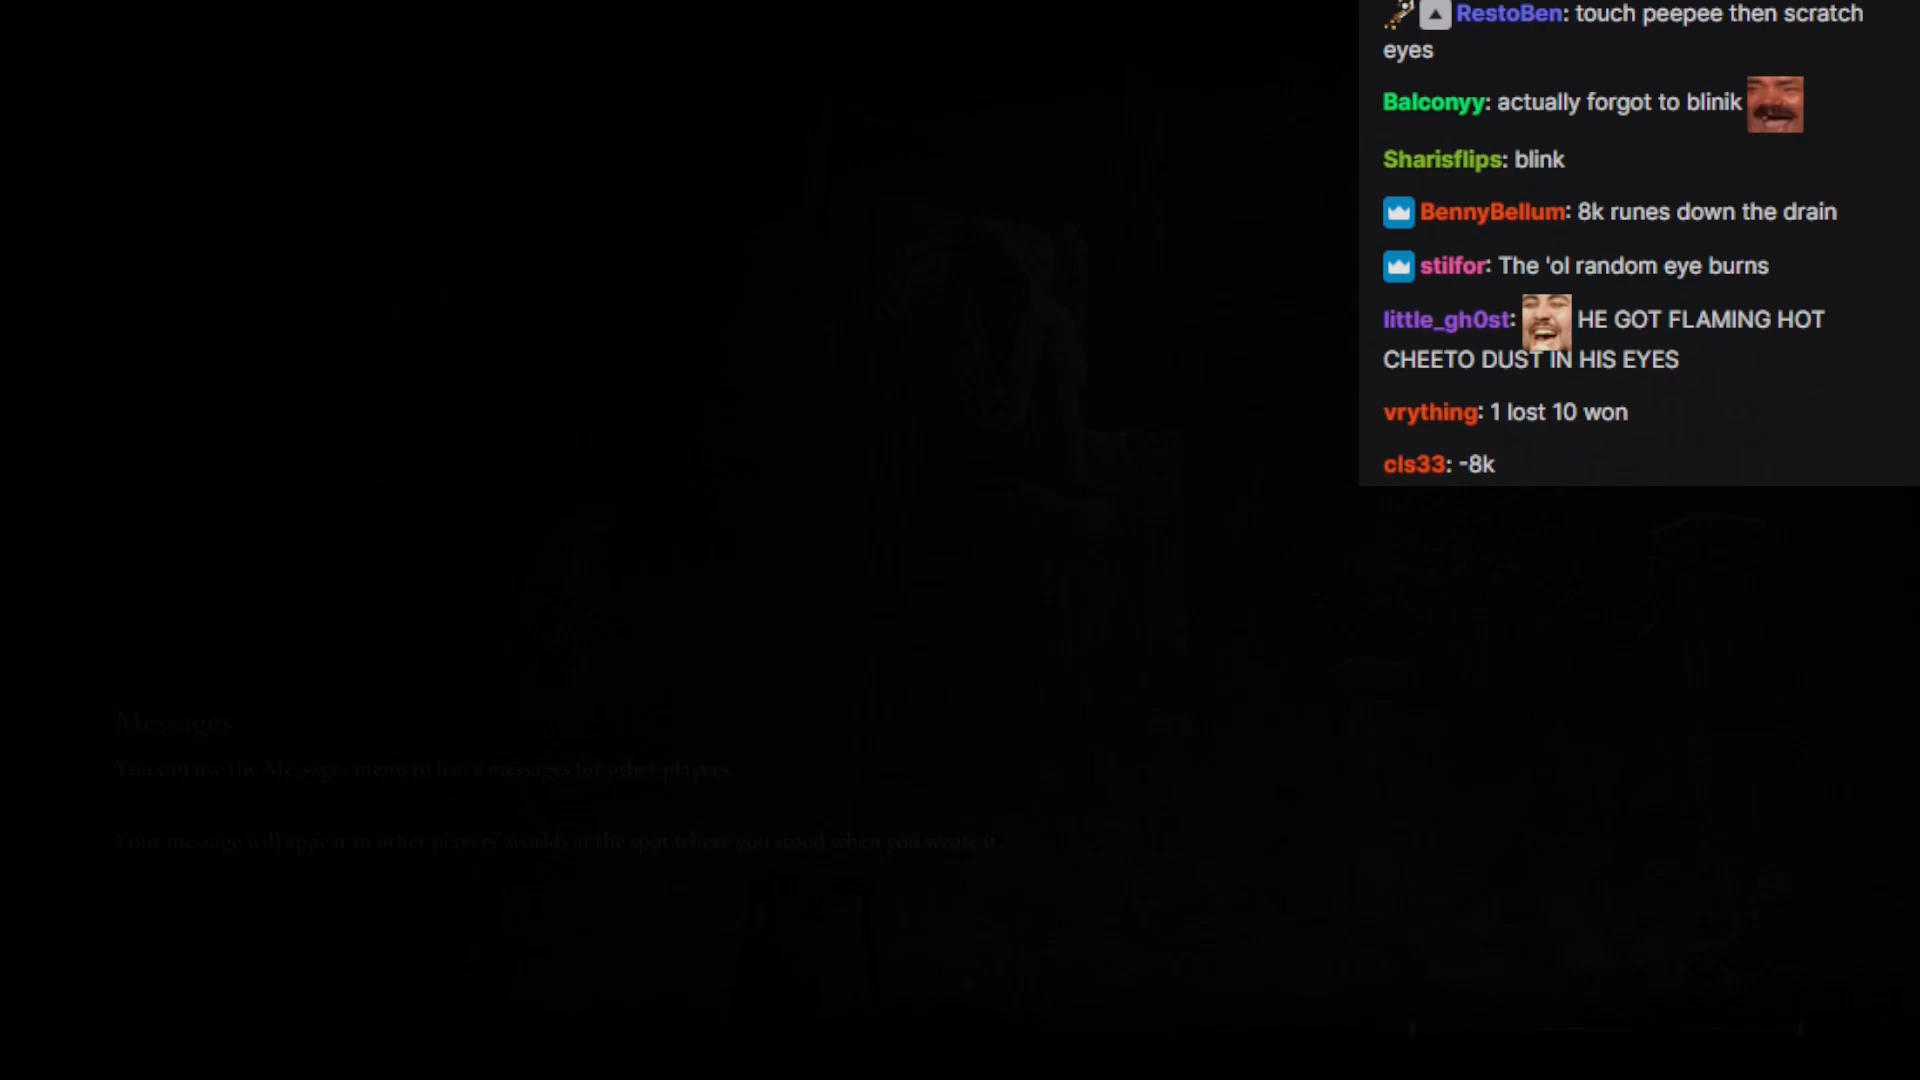 RestoBen: touch peepee then scratch
eyes
Balconyy: actually forgot to blinik
Sharisflips: blink
BennyBellum: 8k runes down the drain
stilfor: The 'ol random eye burns
little_gh0st: HE GOT FLAMING HOT
CHEETO DUST IN HIS EYES
vrything: 1 lost 10 won
cls33: -8k
Messages
You can use the Messages menu to leave messages for other players.
Your message will appear in other players' worlds at the spot where you stood when you wrote it.